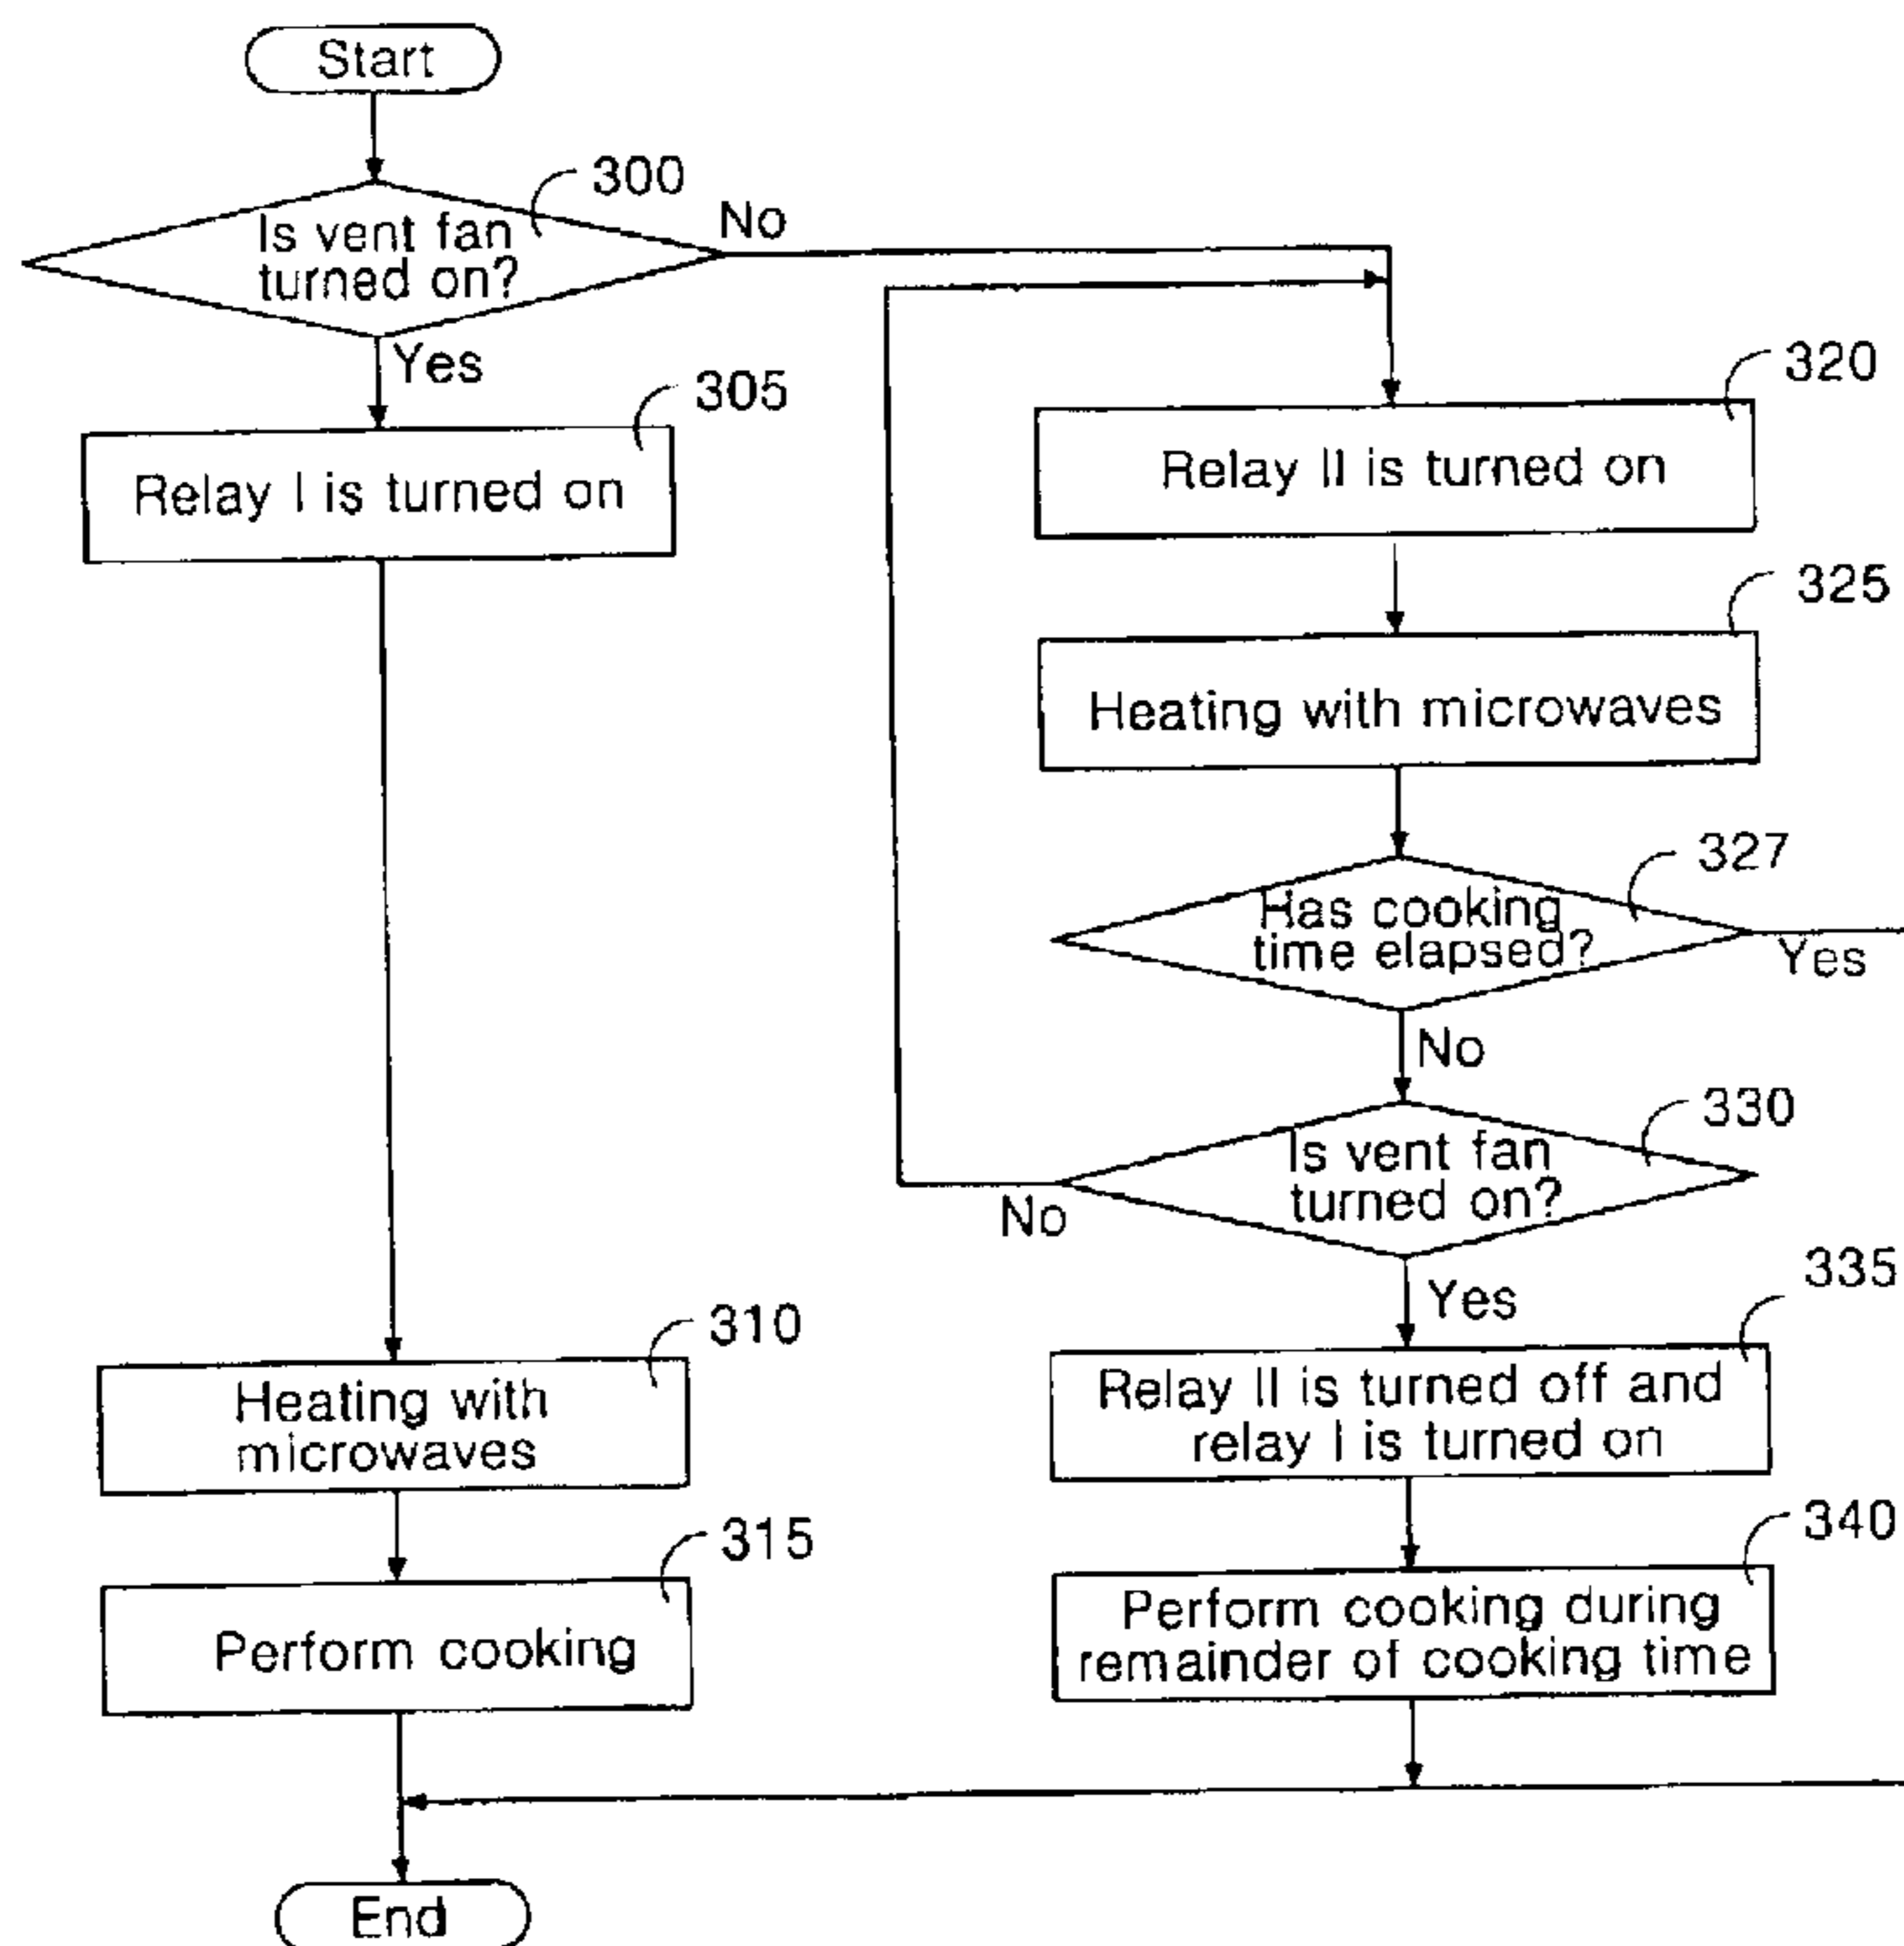 Start
300
Is vent fan
turned on?
No
Yes
305
Relay I is turned on
310
Heating with
microwaves
315
Perform cooking
320
Relay II is turned on
325
Heating with microwaves
327
Has cooking
time elapsed?
Yes
No
330
Is vent fan
turned on?
No
Yes
335
Relay II is turned off and
relay I is turned on
340
Perform cooking during
remainder of cooking time
End